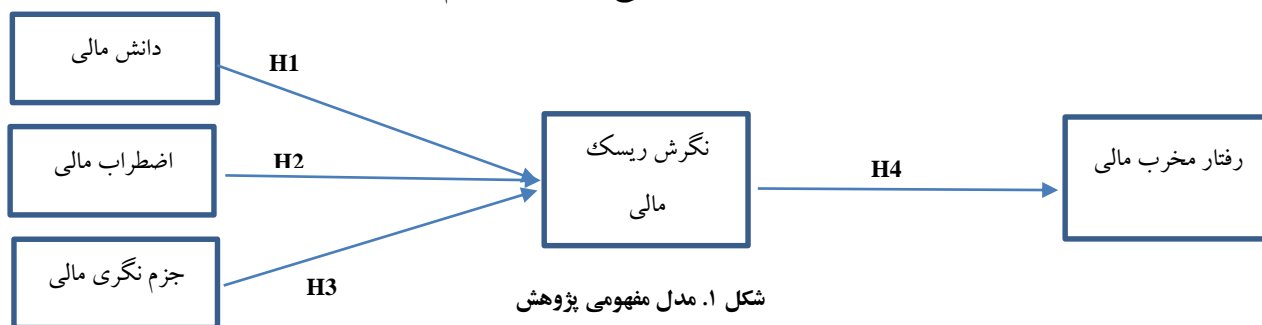 دانش مالی
H1
اضطراب مالی
H2
جزم نگری مالی
H3
نگرش ریسک
مالی
H4
رفتار مخرب مالی
شکل ۱. مدل مفهومی پژوهش